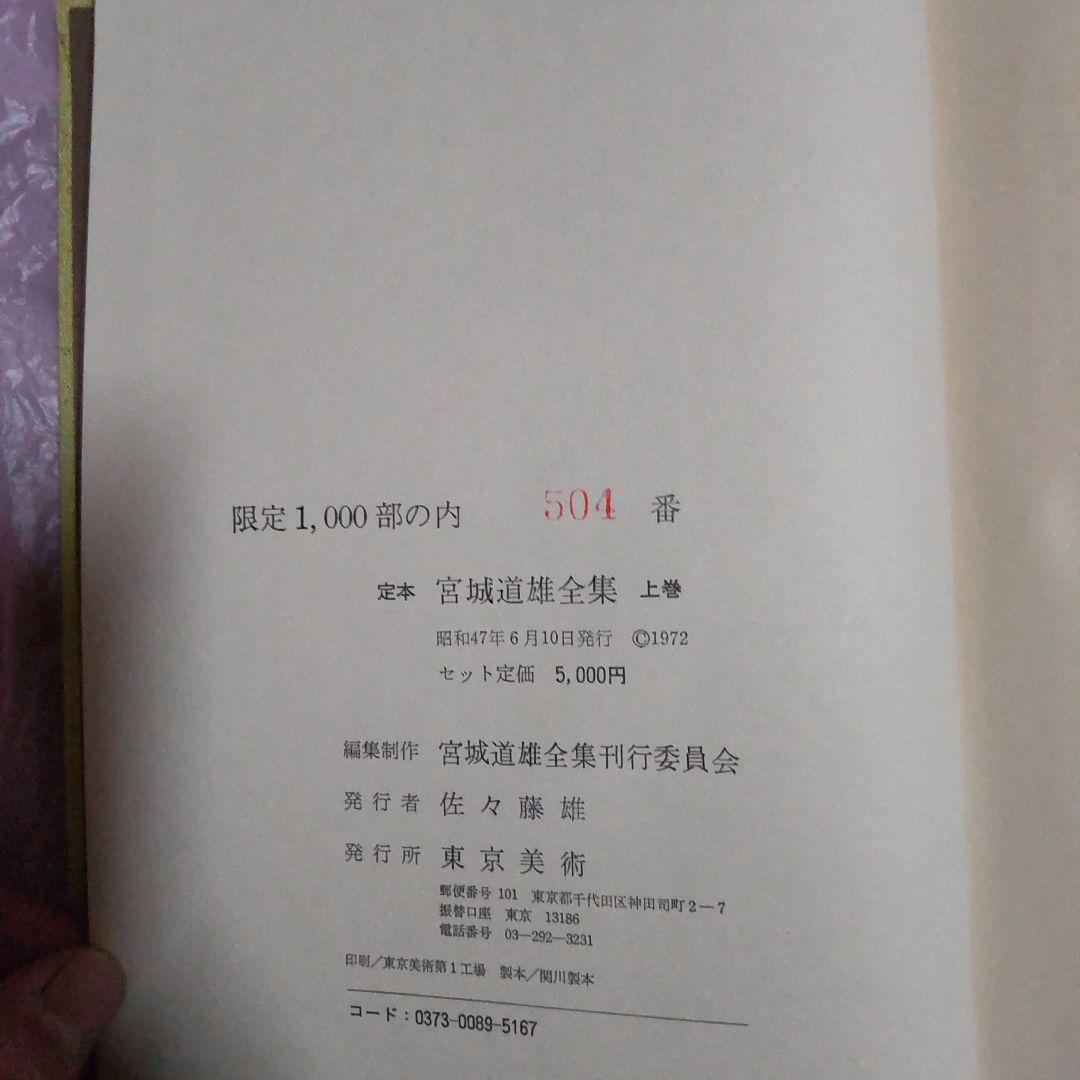 限定1,000部の内 504 番
定本 宮城道雄全集 上巻
昭和47年6月10日発行 ©1972
セット定価 5,000円
編集制作 宮城道雄全集刊行委員会
発行者 佐々藤雄
発行所 東京美術
郵便番号 101 東京都千代田区神田司町2―7
振替口座 東京 13186
電話番号 03―292―3231
印刷/東京美術第1工場 製本/関川製本
コード:0373-0089-5167